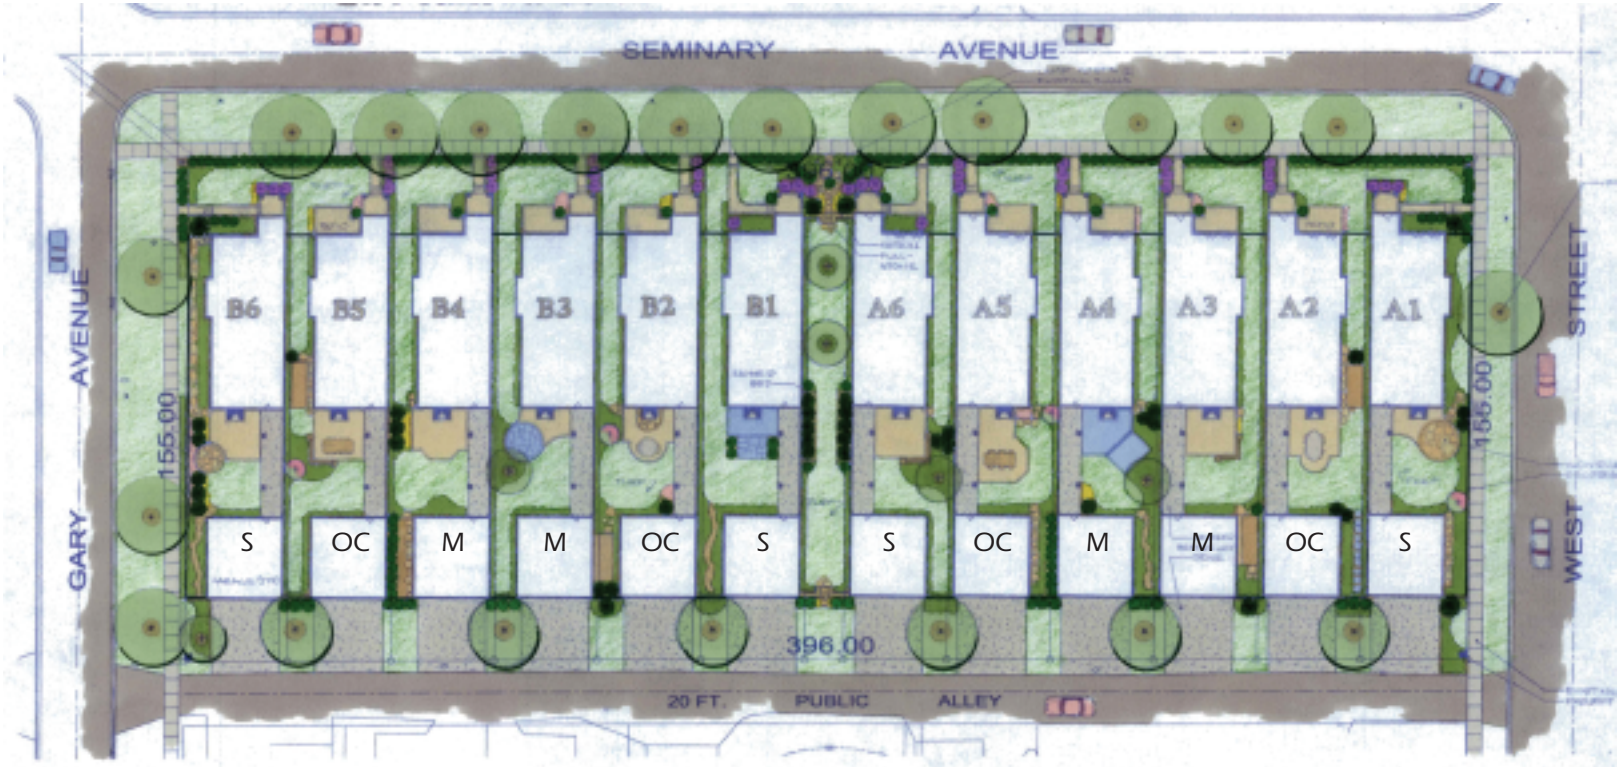 SEMINARY AVENUE
GARY AVENUE
WEST STREET
B6 B5 B4 B3 B2 B1 A6 A5 A4 A3 A2 A1
155.00
155.00
S OC M M OC S S OC M M OC S
396.00
20 FT. PUBLIC ALLEY